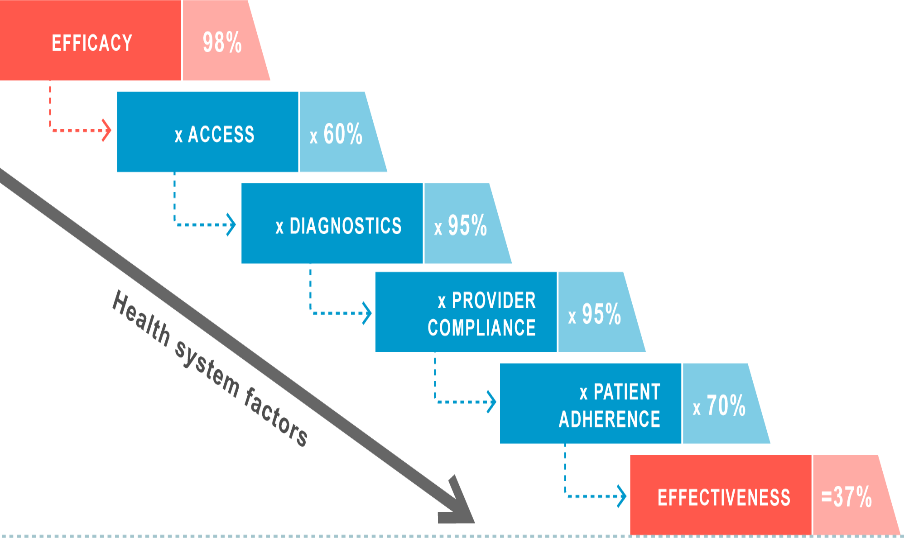 EFFICACY 98%
x ACCESS x 60%
x DIAGNOSTICS x 95%
x PROVIDER
COMPLIANCE x 95%
x PATIENT
ADHERENCE x 70%
EFFECTIVENESS =37%
Health system factors